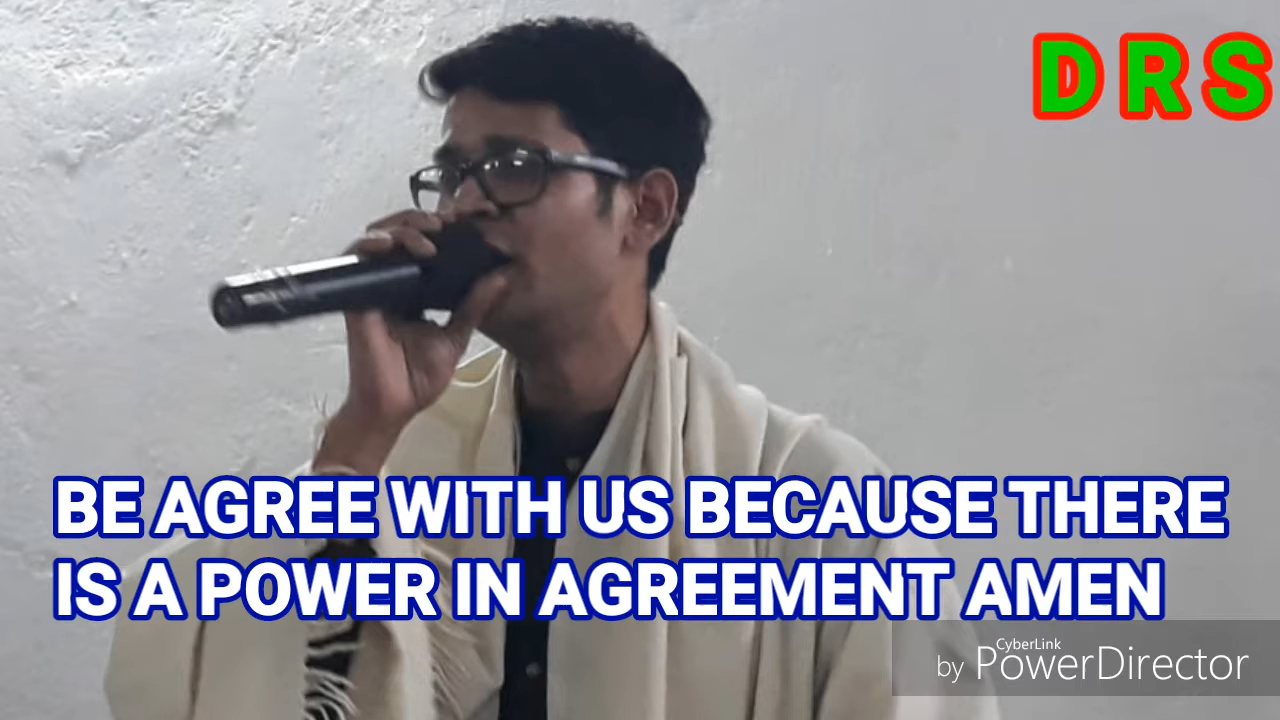 D R S
BE AGREE WITH US BECAUSE THERE
IS A POWER IN AGREEMENT AMEN
CyberLink
by PowerDirector